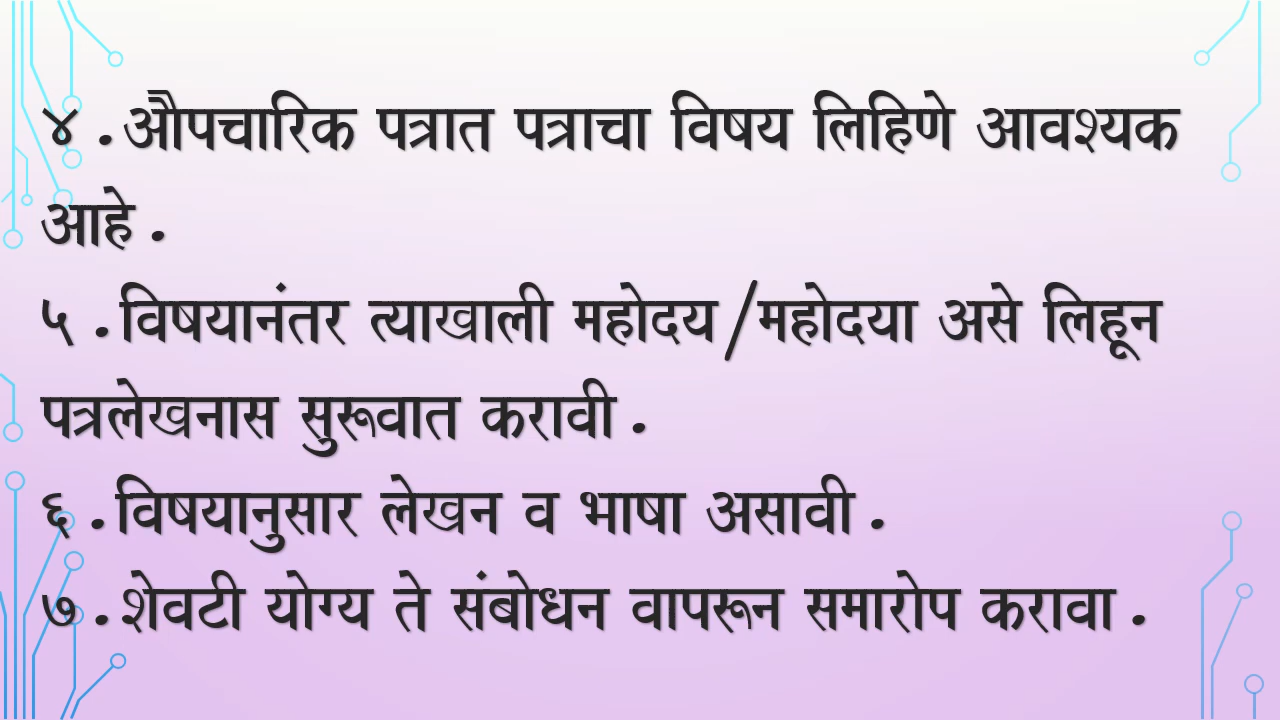 ४.औपचारिक पत्रात पत्राचा विषय लिहिणे आवश्यक
आहे.
५.विषयानंतर त्याखाली महोदय/महोदया असे लिहून
पत्रलेखनास सुरूवात करावी.
६.विषयानुसार लेखन व भाषा असावी.
७.शेवटी योग्य ते संबोधन वापरून समारोप करावा.